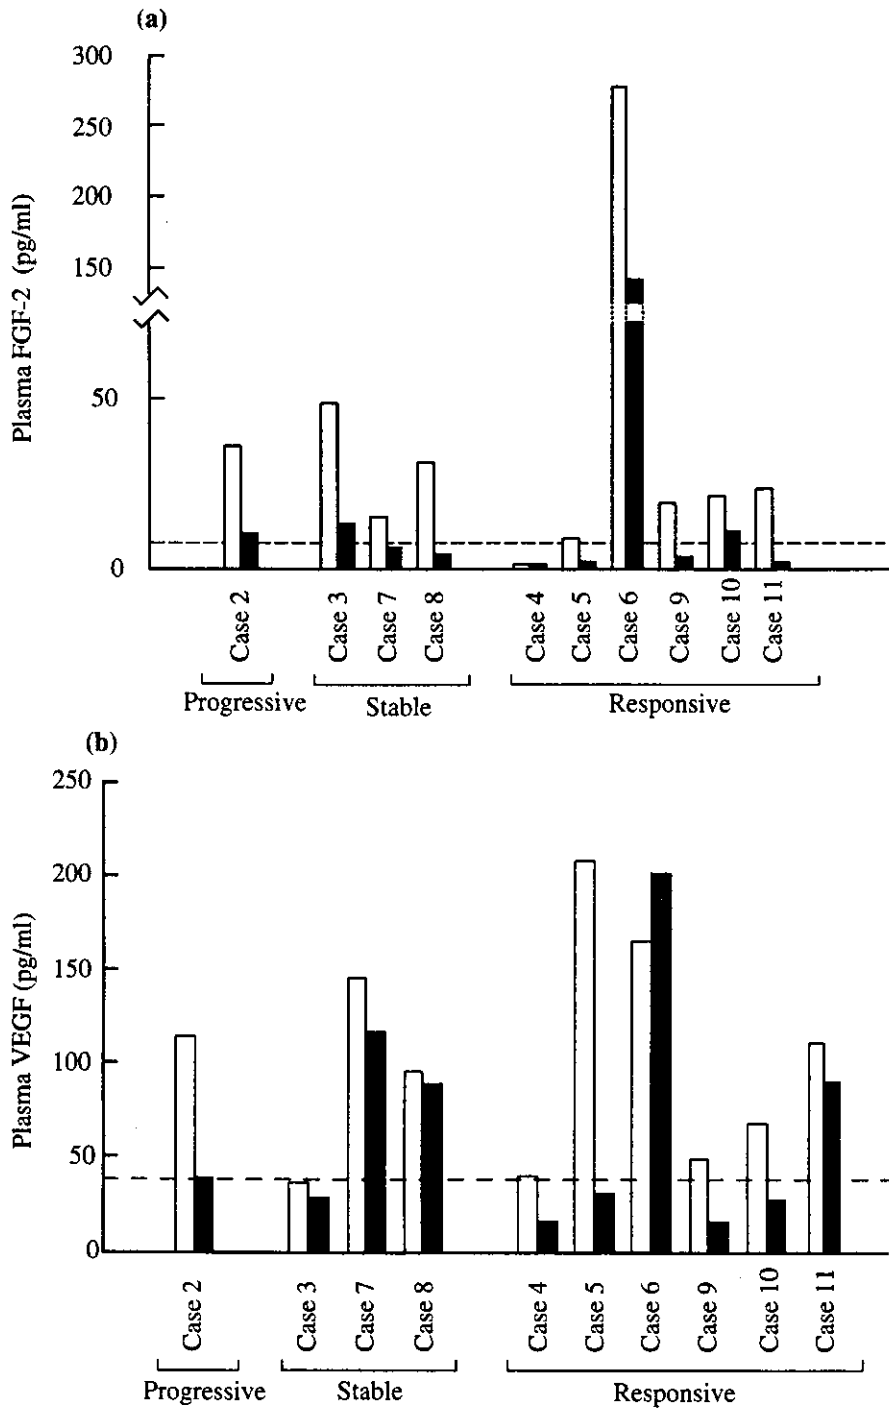 (a)
Plasma FGF-2 (pg/ml)
300
250
200
150
50
0
Case 2
Case 3
Case 7
Case 8
Case 4
Case 5
Case 6
Case 9
Case 10
Case 11
Progressive
Stable
Responsive
(b)
Plasma VEGF (pg/ml)
250
200
150
100
50
0
Case 2
Case 3
Case 7
Case 8
Case 4
Case 5
Case 6
Case 9
Case 10
Case 11
Progressive
Stable
Responsive